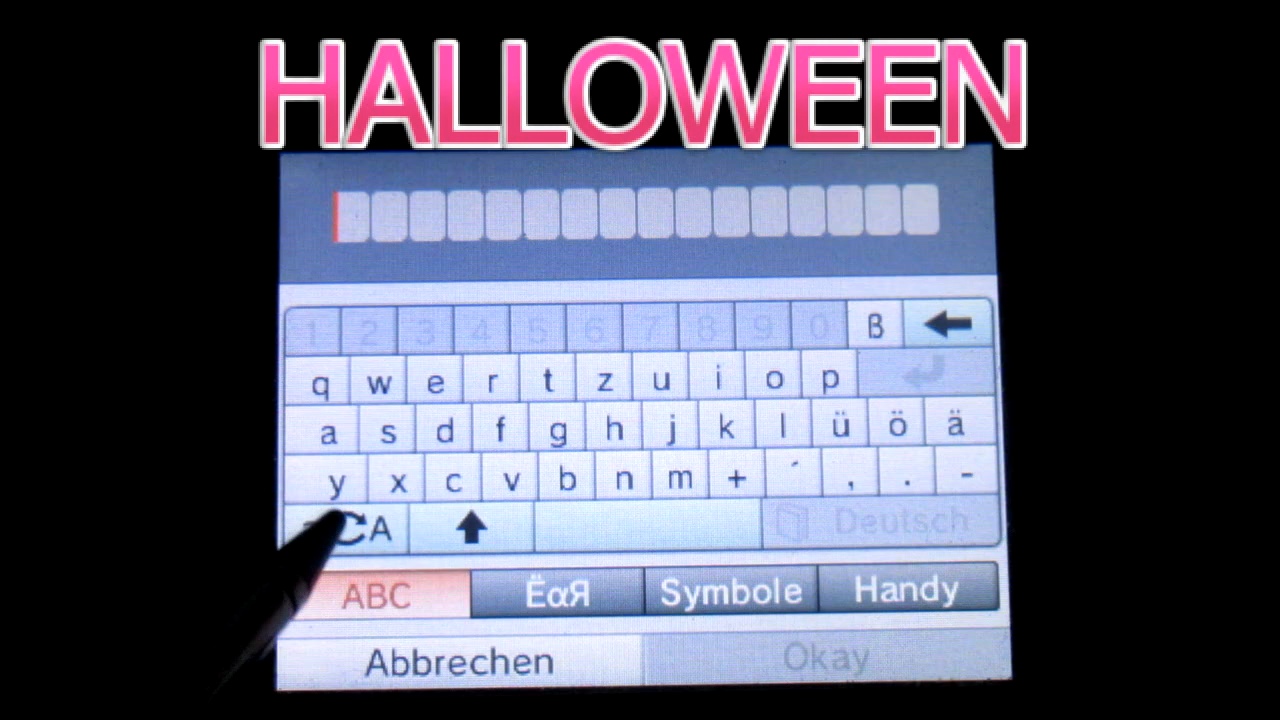 HALLOWEEN
1 2 3 4 5 6 7 8 9 0 ß
q w e r t z u i o p
a s d f g h j k l ü ö ä
y x c v b n m + ´ , . -
A
Deutsch
ABC ËαЯ Symbole Handy
Abbrechen Okay